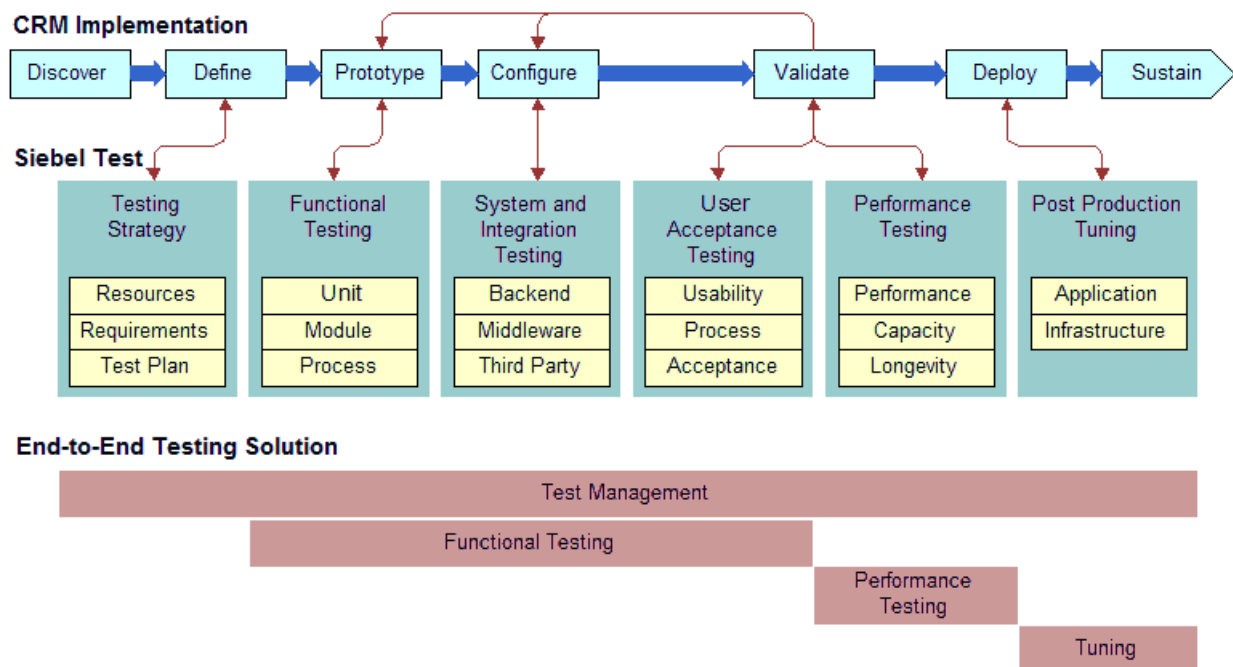 CRM Implementation
Discover
Define
Prototype
Configure
Validate
Deploy
Sustain
Siebel Test
Testing
Strategy
Resources
Requirements
Test Plan
Functional
Testing
Unit
Module
Process
System and
Integration
Testing
Backend
Middleware
Third Party
User
Acceptance
Testing
Usability
Process
Acceptance
Performance
Testing
Performance
Capacity
Longevity
Post Production
Tuning
Application
Infrastructure
End-to-End Testing Solution
Test Management
Functional Testing
Performance
Testing
Tuning